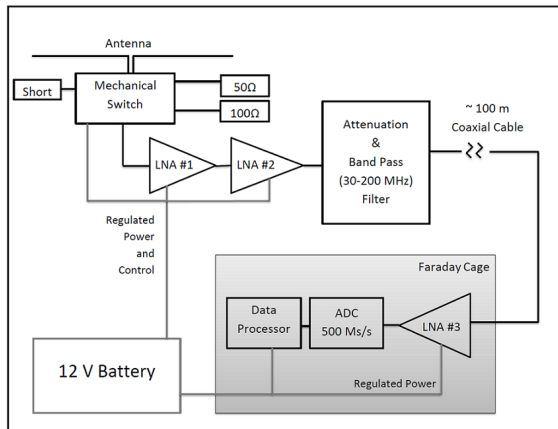 Antenna
Short
Mechanical
Switch
50Ω
100Ω
LNA #1
LNA #2
Attenuation
&
Band Pass
(30-200 MHz)
Filter
~ 100 m
Coaxial Cable
Regulated
Power
and
Control
Faraday Cage
Data
Processor
ADC
500 Ms/s
LNA #3
12 V Battery
Regulated Power